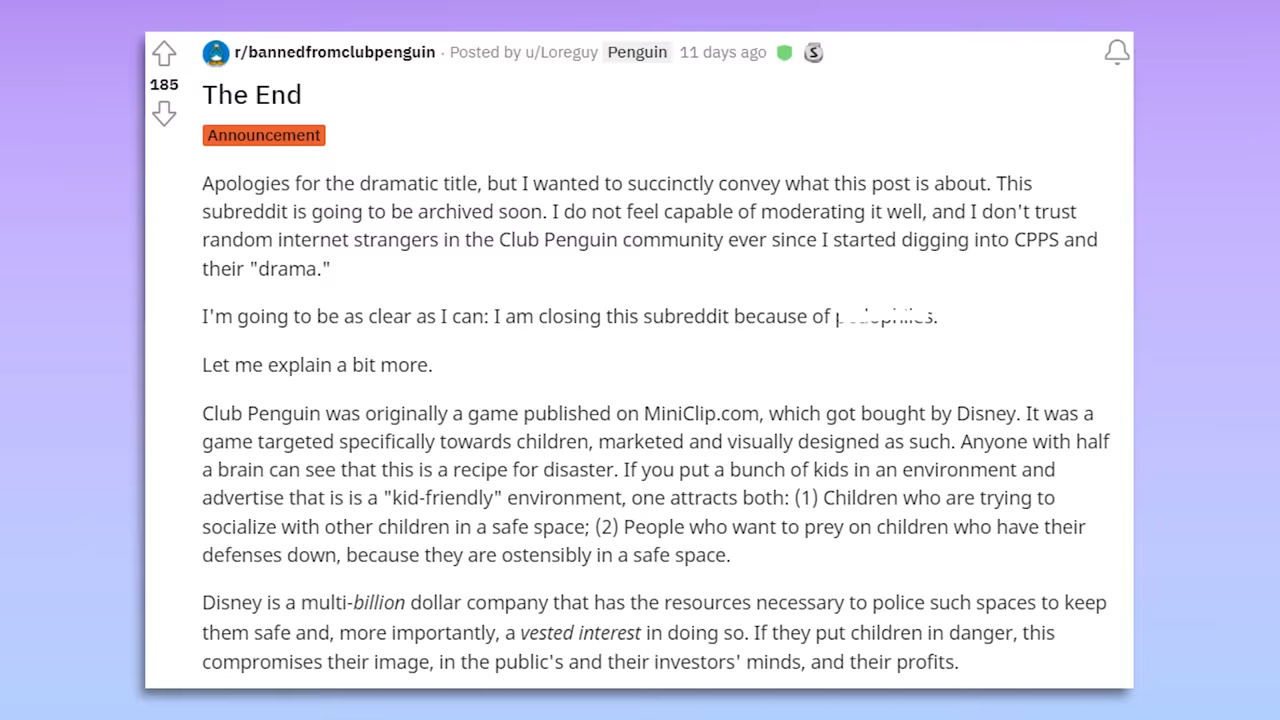 r/bannedfromclubpenguin · Posted by u/Loreguy Penguin 11 days ago
185
The End
Announcement
Apologies for the dramatic title, but I wanted to succinctly convey what this post is about. This
subreddit is going to be archived soon. I do not feel capable of moderating it well, and I don't trust
random internet strangers in the Club Penguin community ever since I started digging into CPPS and
their "drama."
I'm going to be as clear as I can: I am closing this subreddit because of
Let me explain a bit more.
Club Penguin was originally a game published on MiniClip.com, which got bought by Disney. It was a
game targeted specifically towards children, marketed and visually designed as such. Anyone with half
a brain can see that this is a recipe for disaster. If you put a bunch of kids in an environment and
advertise that is is a "kid-friendly" environment, one attracts both: (1) Children who are trying to
socialize with other children in a safe space; (2) People who want to prey on children who have their
defenses down, because they are ostensibly in a safe space.
Disney is a multi-billion dollar company that has the resources necessary to police such spaces to keep
them safe and, more importantly, a vested interest in doing so. If they put children in danger, this
compromises their image, in the public's and their investors' minds, and their profits.